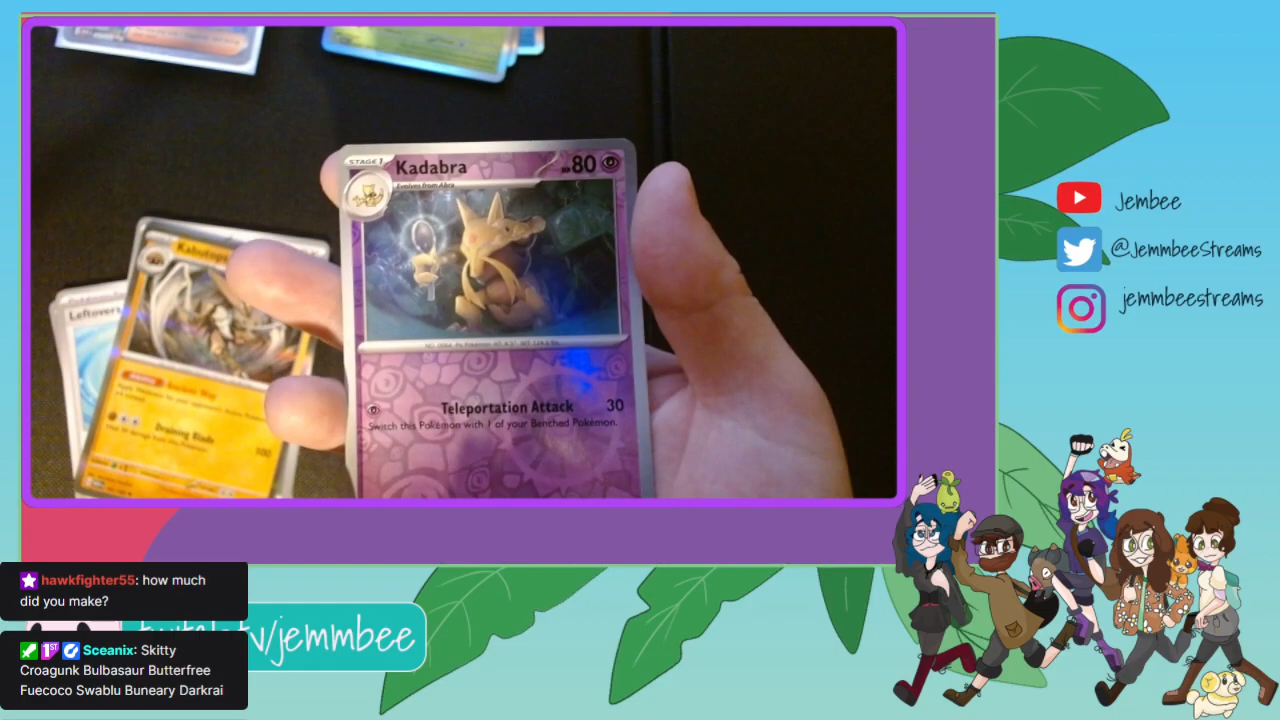 STAGE 1
Kadabra
80
Evolves from Abra
Kabutops
Leftovers
Teleportation Attack 30
Switch this Pokémon with 1 of your Benched Pokémon.
Draining Blade
100
Jembee
@JemmbeeStreams
jemmbeestreams
hawkfighter55: how much
did you make?
1ST Sceanix: Skitty
Croagunk Bulbasaur Butterfree
Fuecoco Swablu Buneary Darkrai
tv/jemmbee